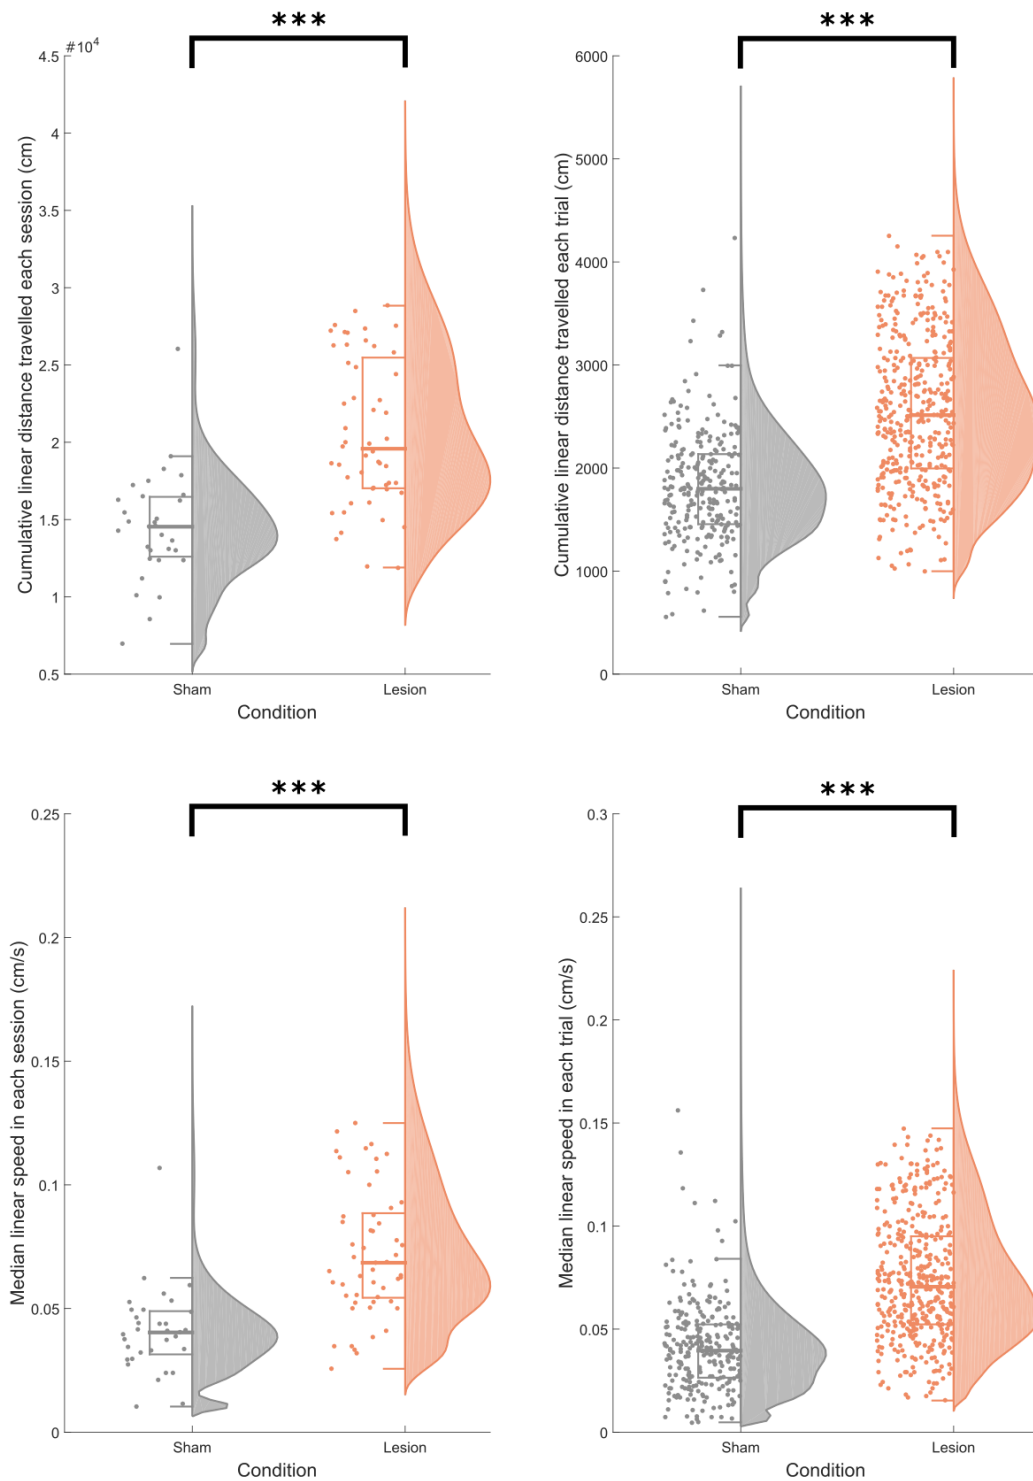 ***
#10⁴
4.5
4
3.5
3
2.5
2
1.5
1
0.5
Cumulative linear distance travelled each session (cm)
Sham
Lesion
Condition
***
6000
5000
4000
3000
2000
1000
0
Cumulative linear distance travelled each trial (cm)
Sham
Lesion
Condition
***
0.25
0.2
0.15
0.1
0.05
0
Median linear speed in each session (cm/s)
Sham
Lesion
Condition
***
0.3
0.25
0.2
0.15
0.1
0.05
0
Median linear speed in each trial (cm/s)
Sham
Lesion
Condition